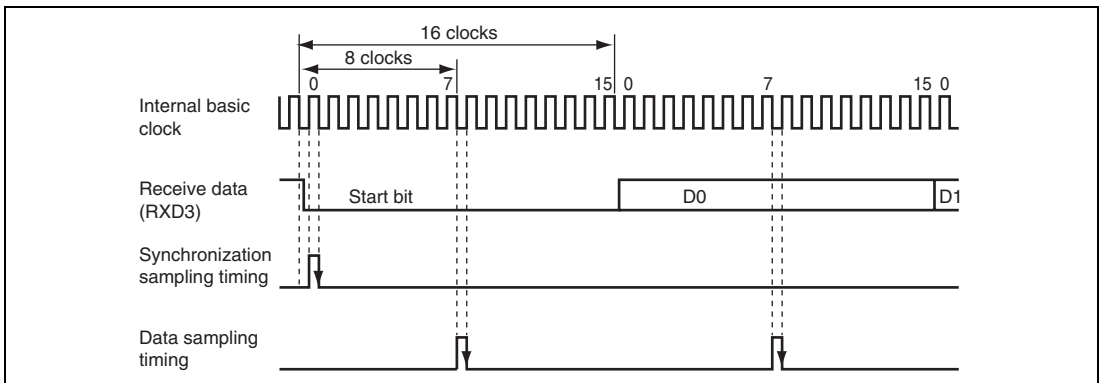 16 clocks
8 clocks
0 7 15 0 7 15 0
Internal basic
clock
Receive data
(RXD3)
Start bit D0 D1
Synchronization
sampling timing
Data sampling
timing